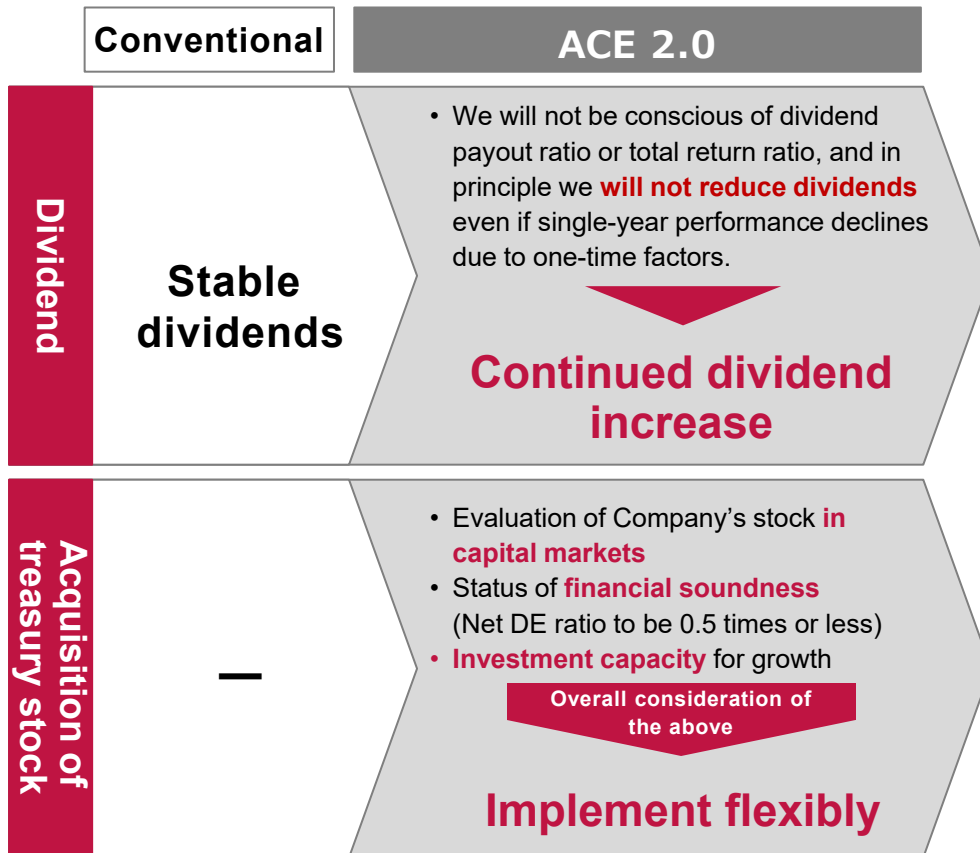 Conventional
ACE 2.0
Dividend
Stable
dividends
• We will not be conscious of dividend
payout ratio or total return ratio, and in
principle we will not reduce dividends
even if single-year performance declines
due to one-time factors.
Continued dividend
increase
Acquisition of
treasury stock
—
• Evaluation of Company’s stock in
capital markets
• Status of financial soundness
(Net DE ratio to be 0.5 times or less)
• Investment capacity for growth
Overall consideration of
the above
Implement flexibly